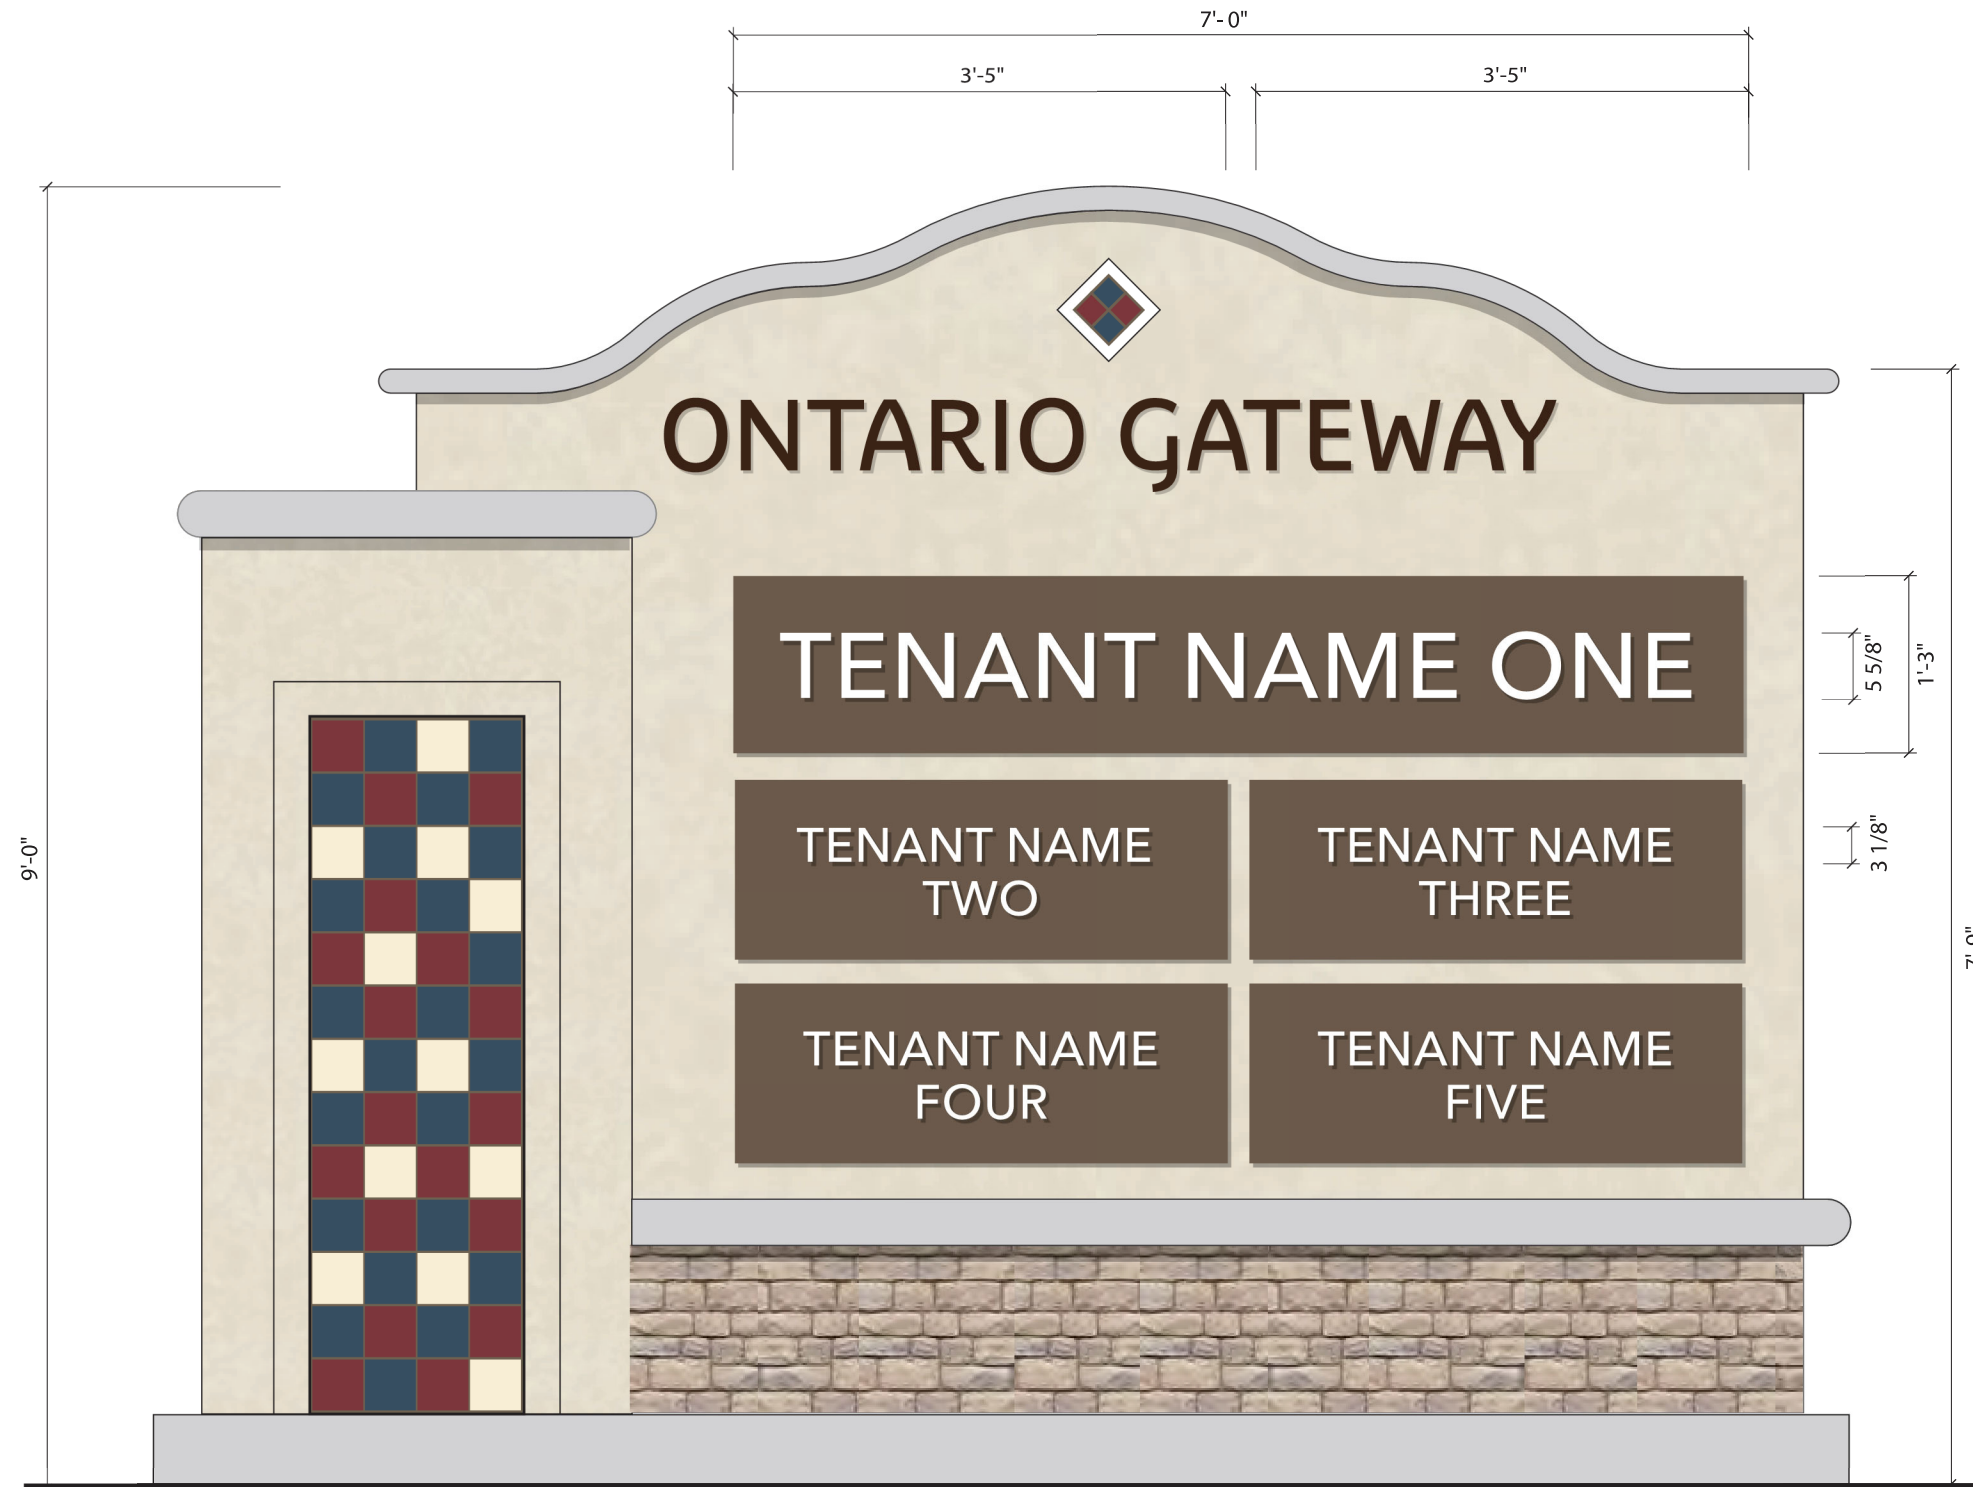 7'- 0"
3'-5" 3'-5"
ONTARIO GATEWAY
TENANT NAME ONE
5 5/8"
1'-3"
TENANT NAME
TWO
TENANT NAME
THREE
3 1/8"
9'-0"
TENANT NAME
FOUR
TENANT NAME
FIVE